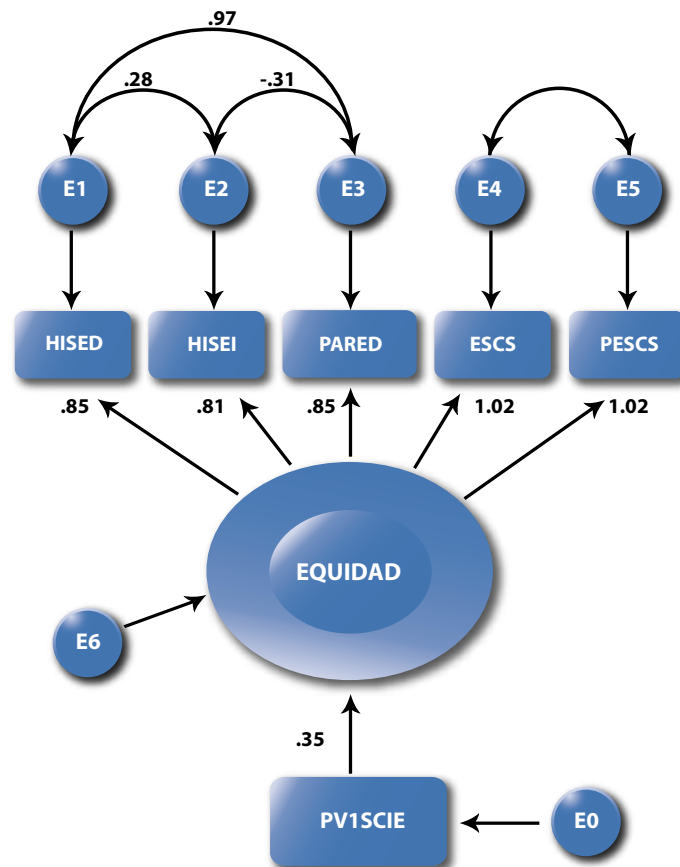 .97
.28
-.31
E1
E2
E3
E4
E5
HISED
HISEI
PARED
ESCS
PESCS
.85
.81
.85
1.02
1.02
EQUIDAD
E6
.35
PV1SCIE
E0